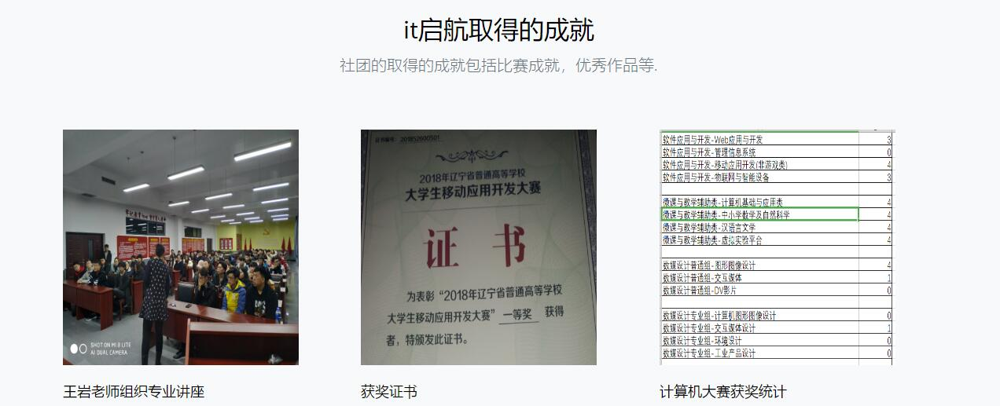 it启航取得的成就
社团的取得的成就包括比赛成就，优秀作品等.
SHOT ON MI 8 LITE
AI DUAL CAMERA
王岩老师组织专业讲座
证书编号：201852600501
2018年辽宁省普通高等学校
大学生移动应用开发大赛
证 书
为表彰“2018年辽宁省普通高等学校
大学生移动应用开发大赛”一等奖 获得
者，特颁发此证书。
获奖证书
软件应用与开发-Web应用与开发 3
软件应用与开发-管理信息系统 0
软件应用与开发-移动应用开发(非游戏类) 4
软件应用与开发-物联网与智能设备 3
微课与教学辅助类-计算机基础与应用类 4
微课与教学辅助类-中小学数学及自然科学 4
微课与教学辅助类-汉语言文学 4
微课与教学辅助类-虚拟实验平台 4
数媒设计普通组-图形图像设计 4
数媒设计普通组-交互媒体 1
数媒设计普通组-DV影片 0
数媒设计专业组-计算机图形图像设计 0
数媒设计专业组-交互媒体设计 1
数媒设计专业组-环境设计 0
数媒设计专业组-工业产品设计 0
计算机大赛获奖统计